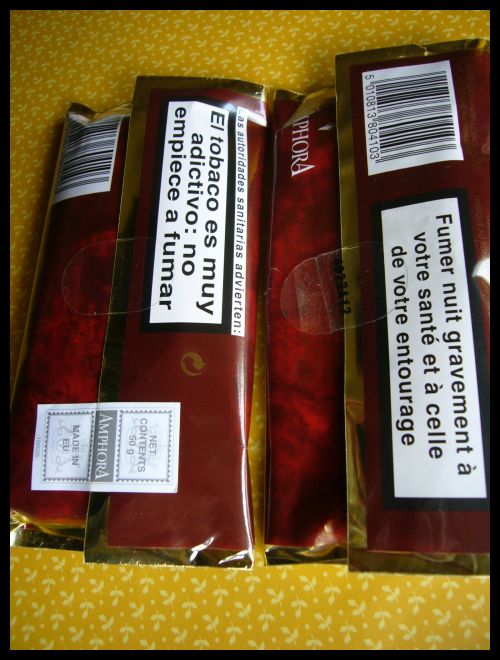 Las autoridades sanitarias advierten:
El tobaco es muy
adictivo: no
empiece a fumar
NET
CONTENTS
50 g
AMPHORA
MADE IN
EU
AMPHORA
5 010813 804103
Fumer nuit gravement à
votre santé et à celle
de votre entourage